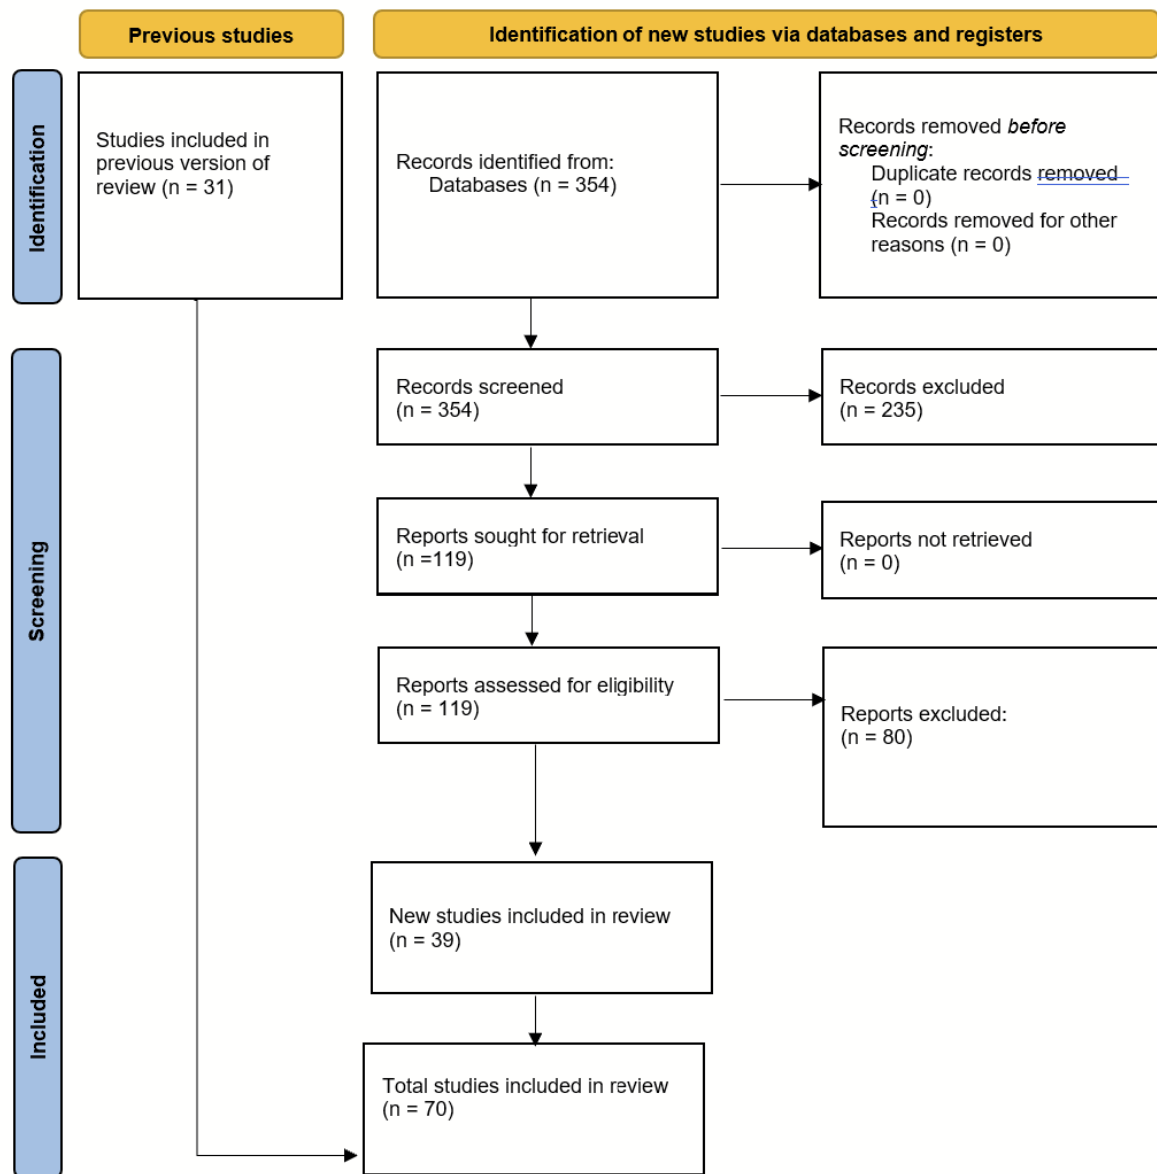 Previous studies
Identification of new studies via databases and registers
Identification
Studies included in
previous version of
review (n = 31)
Records identified from:
Databases (n = 354)
Records removed before
screening:
Duplicate records removed
(n = 0)
Records removed for other
reasons (n = 0)
Screening
Records screened
(n = 354)
Records excluded
(n = 235)
Reports sought for retrieval
(n =119)
Reports not retrieved
(n = 0)
Reports assessed for eligibility
(n = 119)
Reports excluded:
(n = 80)
Included
New studies included in review
(n = 39)
Total studies included in review
(n = 70)